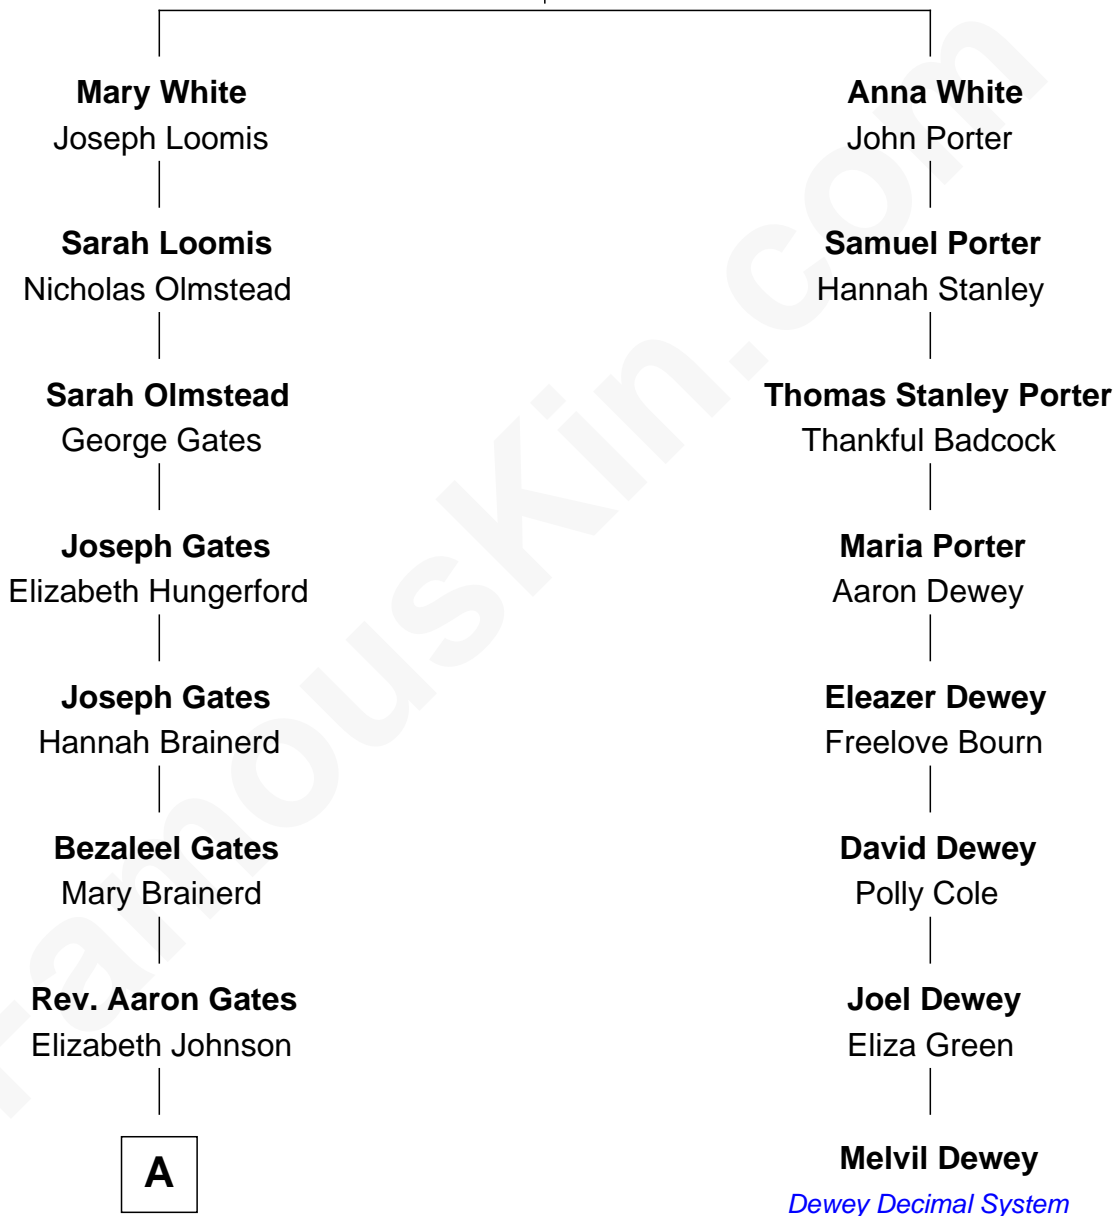 Mary White
Joseph Loomis
Sarah Loomis
Nicholas Olmstead
Sarah Olmstead
George Gates
Joseph Gates
Elizabeth Hungerford
Joseph Gates
Hannah Brainerd
Bezaleel Gates
Mary Brainerd
Rev. Aaron Gates
Elizabeth Johnson
A
Anna White
John Porter
Samuel Porter
Hannah Stanley
Thomas Stanley Porter
Thankful Badcock
Maria Porter
Aaron Dewey
Eleazer Dewey
Freelove Bourn
David Dewey
Polly Cole
Joel Dewey
Eliza Green
Melvil Dewey
Dewey Decimal System
FamousKin.com